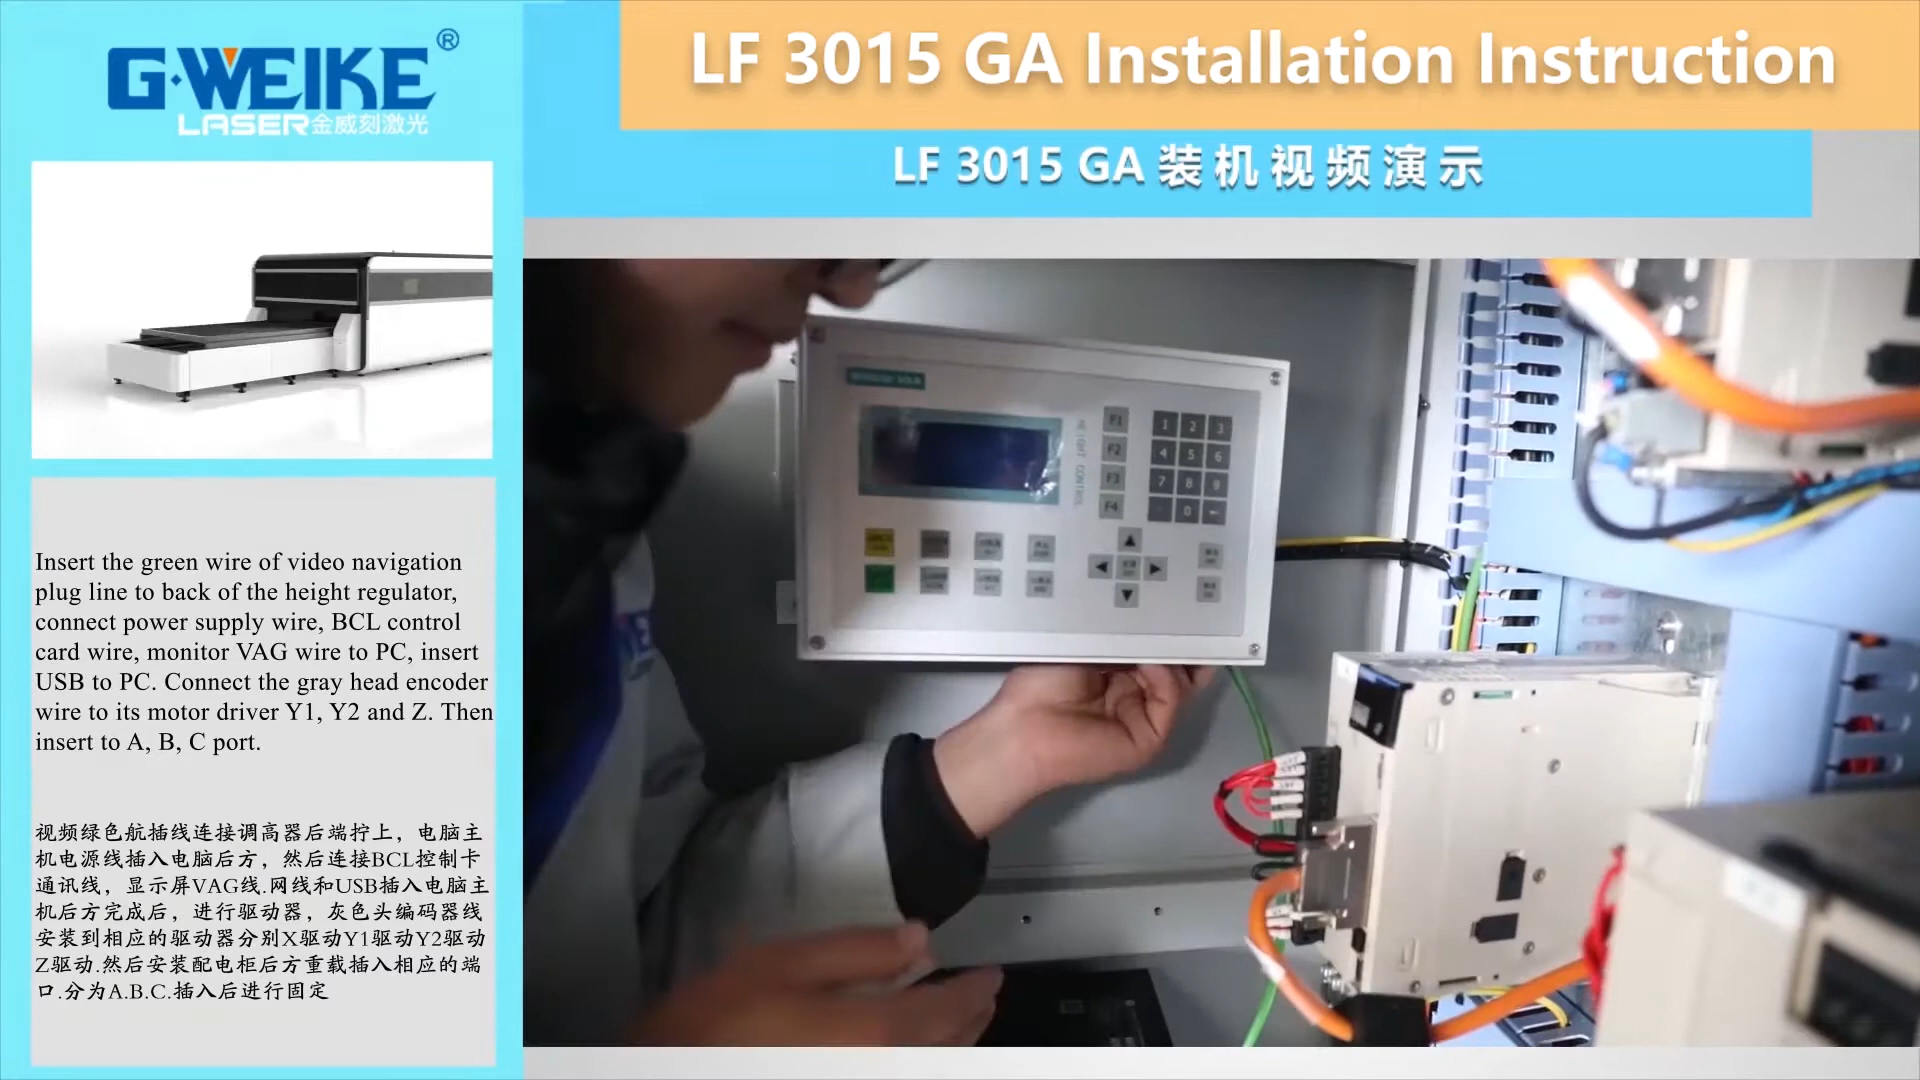 G·WEIKE®
LASER金威刻激光
LF 3015 GA Installation Instruction
LF 3015 GA 装机视频演示
Insert the green wire of video navigation
plug line to back of the height regulator,
connect power supply wire, BCL control
card wire, monitor VAG wire to PC, insert
USB to PC. Connect the gray head encoder
wire to its motor driver Y1, Y2 and Z. Then
insert to A, B, C port.
视频绿色航插线连接调高器后端拧上，电脑主
机电源线插入电脑后方，然后连接BCL控制卡
通讯线，显示屏VAG线.网线和USB插入电脑主
机后方完成后，进行驱动器，灰色头编码器线
安装到相应的驱动器分别X驱动Y1驱动Y2驱动
Z驱动.然后安装配电柜后方重载插入相应的端
口.分为A.B.C.插入后进行固定
HEIGHT CONTROL
F1
F2
F3
F4
1 2 3
4 5 6
7 8 9
0